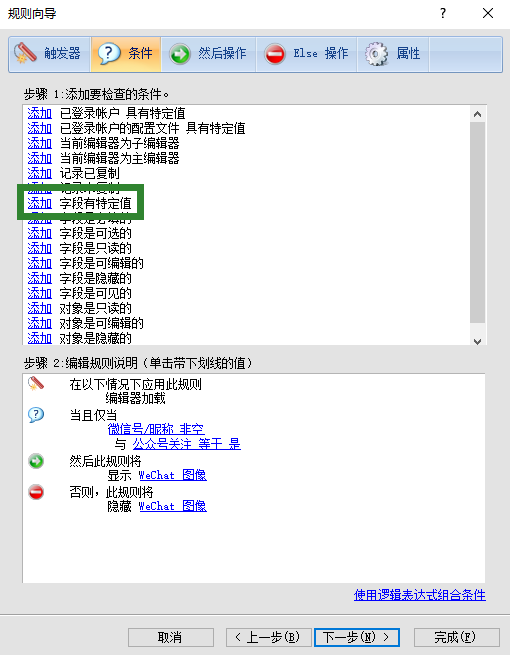 规则向导
? ×
触发器 条件 然后操作 Else 操作 属性
步骤 1:添加要检查的条件。
添加 已登录帐户 具有特定值
添加 已登录帐户的配置文件 具有特定值
添加 当前编辑器为子编辑器
添加 当前编辑器为主编辑器
添加 记录已复制
添加 记录未复制
添加 字段有特定值
添加 字段是必填的
添加 字段是可选的
添加 字段是只读的
添加 字段是可编辑的
添加 字段是隐藏的
添加 字段是可见的
添加 对象是只读的
添加 对象是可编辑的
添加 对象是隐藏的
步骤 2:编辑规则说明（单击带下划线的值）
在以下情况下应用此规则
编辑器加载
当且仅当
微信号/昵称 非空
与 公众号关注 等于 是
然后此规则将
显示 WeChat 图像
否则，此规则将
隐藏 WeChat 图像
使用逻辑表达式组合条件
取消 < 上一步(B) 下一步(N) > 完成(F)